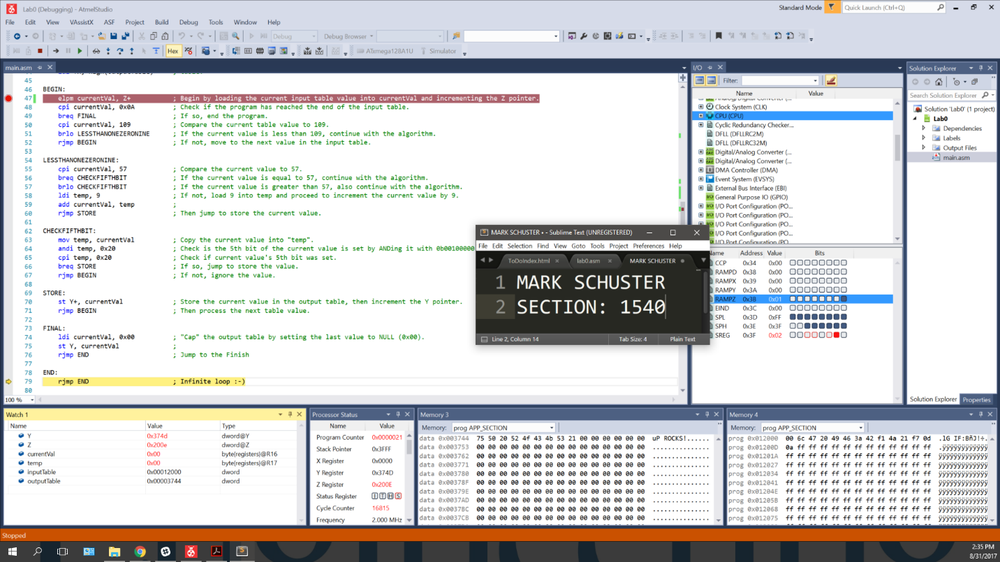 Lab0 (Debugging) - AtmelStudio
Standard Mode
Quick Launch (Ctrl+Q)
File Edit View VAssistX ASF Project Build Debug Tools Window Help
Debug
Debug Browser
Hex
ATxmega128A1U
Simulator
main.asm
45
46 BEGIN:
47 elpm currentVal, Z+ ; Begin by loading the current input table value into currentVal and incrementing the Z pointer.
48 cpi currentVal, 0x0A ; Check if the program has reached the end of the input table.
49 breq FINAL ; If so, end the program.
50 cpi currentVal, 109 ; Compare the current table value to 109.
51 brlo LESSTHANONEZERONINE ; If the current value is less than 109, continue with the algorithm.
52 rjmp BEGIN ; If not, move to the next value in the input table.
53
54 LESSTHANONEZERONINE:
55 cpi currentVal, 57 ; Compare the current value to 57.
56 breq CHECKFIFTHBIT ; If the current value is equal to 57, continue with the algorithm.
57 brlo CHECKFIFTHBIT ; If the current value is greater than 57, also continue with the algorithm.
58 ldi temp, 9 ; If not, load 9 into temp and proceed to increment the current value by 9.
59 add currentVal, temp ;
60 rjmp STORE ; Then jump to store the current value.
61
62 CHECKFIFTHBIT:
63 mov temp, currentVal ; Copy the current value into "temp".
64 andi temp, 0x20 ; Check is the 5th bit of the current value is set by ANDing it with 0b00100000
65 cpi temp, 0x20 ; Check if current value's 5th bit was set.
66 breq STORE ; If so, jump to store the value.
67 rjmp BEGIN ; If not, ignore the value.
68
69 STORE:
70 st Y+, currentVal ; Store the current value in the output table, then increment the Y pointer.
71 rjmp BEGIN ; Then process the next table value.
72
73 FINAL:
74 ldi currentVal, 0x00 ; "Cap" the output table by setting the last value to NULL (0x00).
75 st Y, currentVal ;
76 rjmp END ; Jump to the Finish
77
78 END:
79 rjmp END ; Infinite loop :-)
80
100 %
MARK SCHUSTER • - Sublime Text (UNREGISTERED)
File Edit Selection Find View Goto Tools Project Preferences Help
ToDoIndex.html lab0.asm MARK SCHUSTER
1 MARK SCHUSTER
2 SECTION: 1540
Line 2, Column 14 Tab Size: 4 Plain Text
I/O
Filter:
Name Value
Clock System (CLK)
CPU (CPU)
Cyclic Redundancy Checker...
DFLL (DFLLRC2M)
DFLL (DFLLRC32M)
Digital/Analog Converter (...
Digital/Analog Converter (...
DMA Controller (DMA)
Event System (EVSYS)
External Bus Interface (EBI)
General Purpose IO (GPIO)
I/O Port Configuration (PO...
I/O Port Configuration (PO...
I/O Port Configuration (PO...
I/O Port Configuration (PO...
Name Address Value Bits
CCP 0x34 0x00
RAMPD 0x38 0x00
RAMPX 0x39 0x00
RAMPY 0x3A 0x00
RAMPZ 0x3B 0x01
EIND 0x3C 0x00
SPL 0x3D 0xFF
SPH 0x3E 0x3F
SREG 0x3F 0x02
Solution Explorer
Search Solution Explorer
Solution 'Lab0' (1 project)
Lab0
Dependencies
Labels
Output Files
main.asm
Solution Explorer Properties
Watch 1
Name Value Type
Y 0x374d dword@Y
Z 0x200e dword@Z
currentVal 0x00 byte{registers}@R16
temp 0x00 byte{registers}@R17
inputTable 0x00012000 dword
outputTable 0x00003744 dword
Processor Status
Name Value
Program Counter 0x0000021
Stack Pointer 0x3FFF
X Register 0x0000
Y Register 0x374D
Z Register 0x200E
Status Register I T H S
Cycle Counter 16815
Frequency 2.000 MHz
Memory 3
Memory: prog APP_SECTION
data 0x003744 75 50 20 52 4f 43 4b 53 21 00 00 00 00 00 00 uP ROCKS!......
data 0x003753 00 00 00 00 00 00 00 00 00 00 00 00 00 00 00 ...............
data 0x003762 00 00 00 00 00 00 00 00 00 00 00 00 00 00 00 ...............
data 0x003771 00 00 00 00 00 00 00 00 00 00 00 00 00 00 00 ...............
data 0x003780 00 00 00 00 00 00 00 00 00 00 00 00 00 00 00 ...............
data 0x00378F 00 00 00 00 00 00 00 00 00 00 00 00 00 00 00 ...............
data 0x00379E 00 00 00 00 00 00 00 00 00 00 00 00 00 00 00 ...............
data 0x0037AD 00 00 00 00 00 00 00 00 00 00 00 00 00 00 00 ...............
data 0x0037BC 00 00 00 00 00 00 00 00 00 00 00 00 00 00 00 ...............
data 0x0037CB 00 00 00 00 00 00 00 00 00 00 00 00 00 00 00 ...............
Memory 4
Memory: prog APP_SECTION
prog 0x012000 00 6c 47 20 49 46 3a 42 f1 4a 21 f7 0d .lG IF:BñJ!÷.
prog 0x01200D 0a ff ff ff ff ff ff ff ff ff ff ff ff .ÿÿÿÿÿÿÿÿÿÿÿÿ
prog 0x01201A ff ff ff ff ff ff ff ff ff ff ff ff ff ÿÿÿÿÿÿÿÿÿÿÿÿÿ
prog 0x012027 ff ff ff ff ff ff ff ff ff ff ff ff ff ÿÿÿÿÿÿÿÿÿÿÿÿÿ
prog 0x012034 ff ff ff ff ff ff ff ff ff ff ff ff ff ÿÿÿÿÿÿÿÿÿÿÿÿÿ
prog 0x012041 ff ff ff ff ff ff ff ff ff ff ff ff ff ÿÿÿÿÿÿÿÿÿÿÿÿÿ
prog 0x01204E ff ff ff ff ff ff ff ff ff ff ff ff ff ÿÿÿÿÿÿÿÿÿÿÿÿÿ
prog 0x01205B ff ff ff ff ff ff ff ff ff ff ff ff ff ÿÿÿÿÿÿÿÿÿÿÿÿÿ
prog 0x012068 ff ff ff ff ff ff ff ff ff ff ff ff ff ÿÿÿÿÿÿÿÿÿÿÿÿÿ
prog 0x012075 ff ff ff ff ff ff ff ff ff ff ff ff ff ÿÿÿÿÿÿÿÿÿÿÿÿÿ
Stopped
2:35 PM
8/31/2017